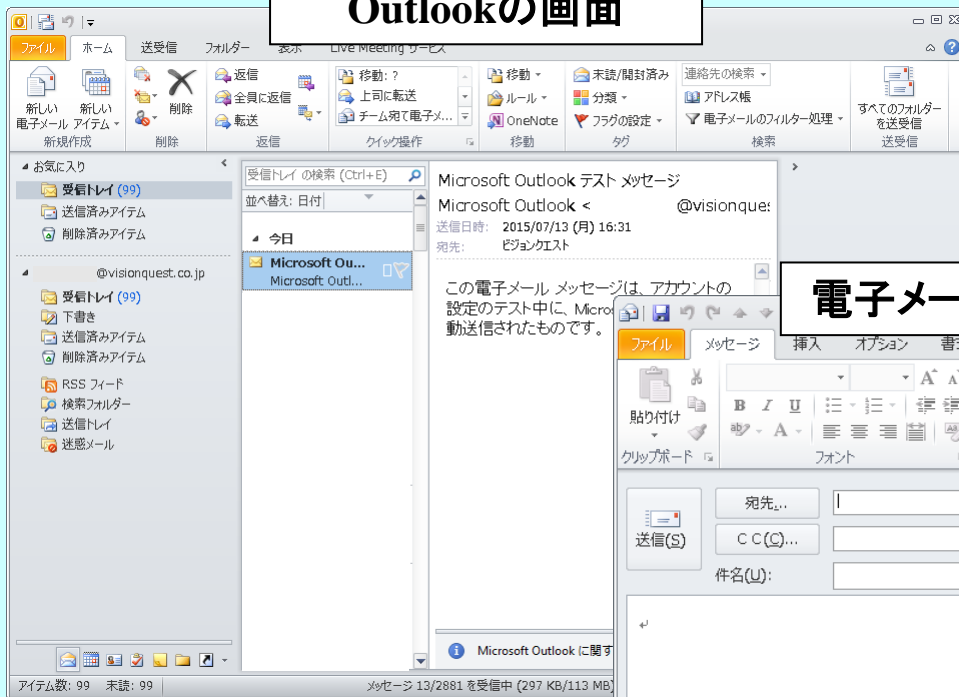 Outlookの画面
ファイル ホーム 送受信 フォルダー 表示 Live Meeting サービス
新しい 電子メール
新しい アイテム
新規作成
削除
削除
返信
全員に返信
転送
返信
移動: ?
上司に転送
チーム宛て電子メ...
クイック操作
移動
ルール
OneNote
移動
未読/開封済み
分類
フラグの設定
タグ
連絡先の検索
アドレス帳
電子メールのフィルター処理
検索
すべてのフォルダー
を送受信
送受信
お気に入り
受信トレイ (99)
送信済みアイテム
削除済みアイテム
@visionquest.co.jp
受信トレイ (99)
下書き
送信済みアイテム
削除済みアイテム
RSS フィード
検索フォルダー
送信トレイ
迷惑メール
受信トレイ の検索 (Ctrl+E)
並べ替え: 日付
今日
Microsoft Ou...
Microsoft Outl...
Microsoft Outlook テスト メッセージ
Microsoft Outlook < @visionques
送信日時: 2015/07/13 (月) 16:31
宛先: ビジョンクエスト
この電子メール メッセージは、アカウントの
設定のテスト中に、Micros
動送信されたものです。
Microsoft Outlook に関す
電子メー
ファイル メッセージ 挿入 オプション 書式
貼り付け
クリップボード
B I U
フォント
送信(S)
宛先...
C C(C)...
件名(U):
アイテム数: 99 未読: 99
メッセージ 13/2881 を受信中 (297 KB/113 MB)